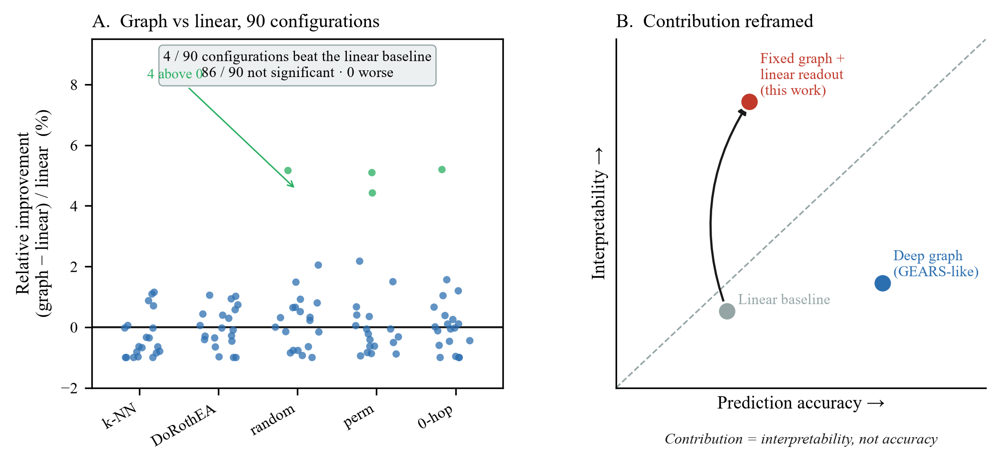 A. Graph vs linear, 90 configurations
4 / 90 configurations beat the linear baseline
86 / 90 not significant · 0 worse
4 above 0
Relative improvement
(graph − linear) / linear (%)
8
6
4
2
0
−2
k-NN
DoRothEA
random
perm
0-hop
B. Contribution reframed
Fixed graph +
linear readout
(this work)
Deep graph
(GEARS-like)
Linear baseline
Interpretability →
Prediction accuracy →
Contribution = interpretability, not accuracy